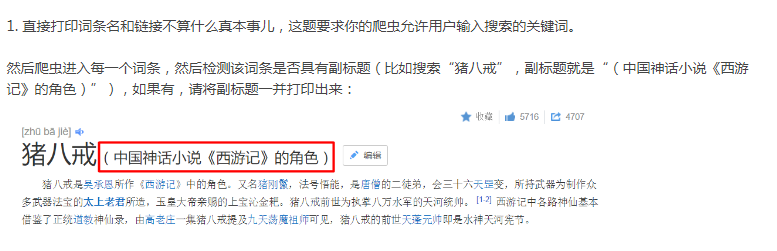 1. 直接打印词条名和链接不算什么真本事儿，这题要求你的爬虫允许用户输入搜索的关键词。
然后爬虫进入每一个词条，然后检测该词条是否具有副标题（比如搜索“猪八戒”，副标题就是“（中国神话小说《西游
记》的角色）”），如果有，请将副标题一并打印出来：
收藏 5716 4707
[zhū bā jiè]
猪八戒（中国神话小说《西游记》的角色） 编辑
猪八戒是吴承恩所作《西游记》中的角色。又名猪刚鬣，法号悟能，是唐僧的二徒弟，会三十六天罡变，所持武器为制作众
多武器法宝的太上老君所造，玉皇大帝亲赐的上宝沁金耙。猪八戒前世为执掌八万水军的天河统帅。 [1-2] 西游记中各路神仙基本
借鉴了正统道教神仙录，由高老庄一集猪八戒提及九天荡魔祖师可见，猪八戒的前世天蓬元帅即是水神天河宪节。